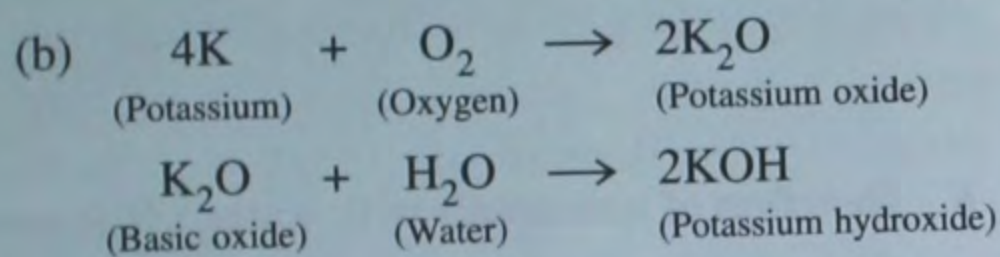 (b) 4K + O₂ → 2K₂O
(Potassium) (Oxygen) (Potassium oxide)
K₂O + H₂O → 2KOH
(Basic oxide) (Water) (Potassium hydroxide)